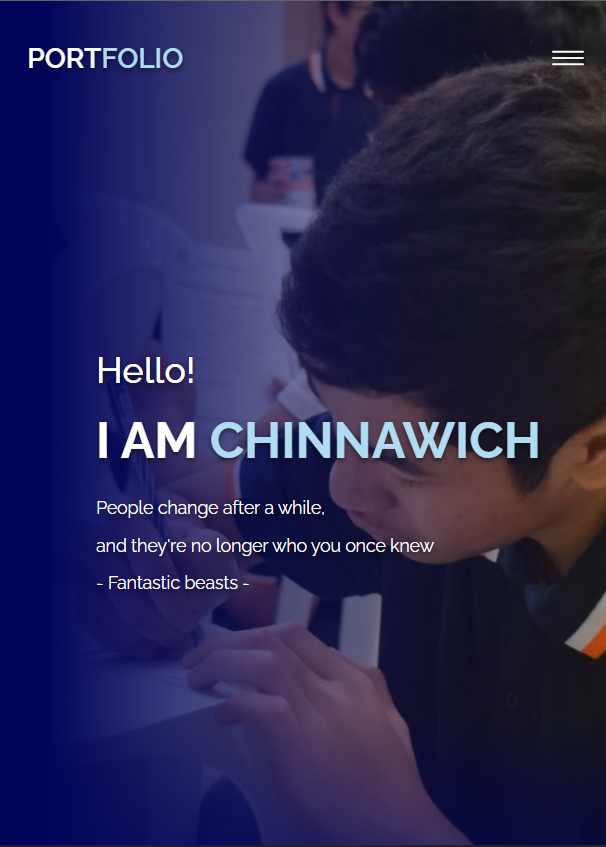 PORTFOLIO
Hello!
I AM CHINNAWICH
People change after a while,
and they're no longer who you once knew
- Fantastic beasts -